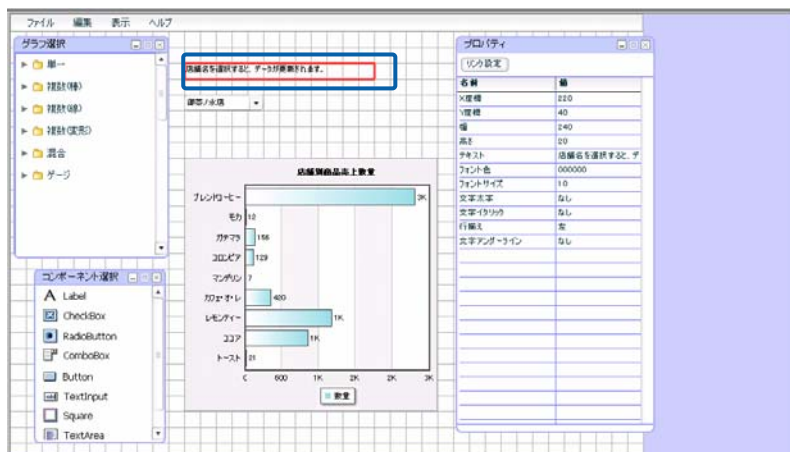 ファイル 編集 表示 ヘルプ
グラフ選択
単一
複数(棒)
複数(線)
複数(変形)
混合
ゲージ
コンポーネント選択
Label
CheckBox
RadioButton
ComboBox
Button
TextInput
Square
TextArea
店舗名を選択すると、データが更新されます。
御茶ノ水店
店舗別商品売上数量
ブレンドコーヒー 3K
モカ 12
ガテマラ 156
コロンビア 129
マンデリン 7
カフェ・オ・レ 420
レモンティー 1K
ココア 1K
トースト 21
600 1K 2K 2K 3K
数量
プロパティ
リンク設定
名前 値
X座標 220
Y座標 40
幅 240
高さ 20
テキスト 店舗名を選択すると、デ
フォント色 000000
フォントサイズ 10
文字太字 なし
文字イタリック なし
行揃え 左
文字アンダーライン なし